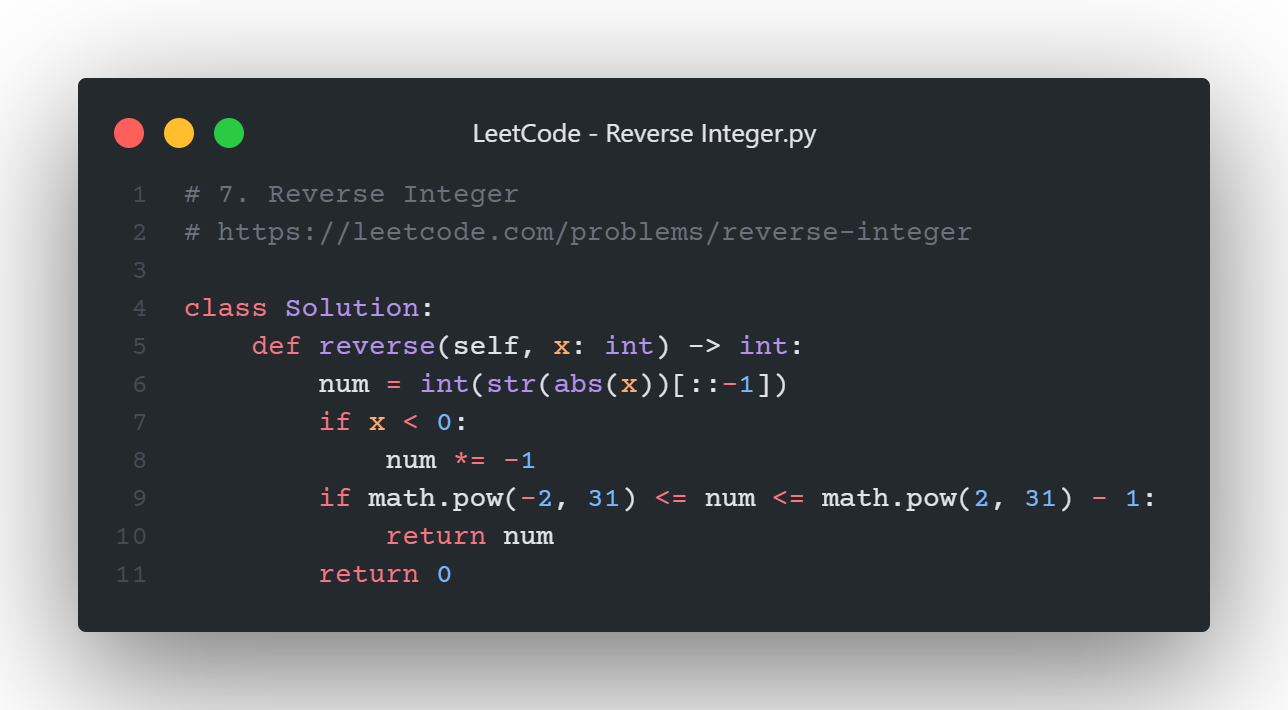 LeetCode - Reverse Integer.py
1 # 7. Reverse Integer
2 # https://leetcode.com/problems/reverse-integer
3
4 class Solution:
5     def reverse(self, x: int) -> int:
6         num = int(str(abs(x))[::-1])
7         if x < 0:
8             num *= -1
9         if math.pow(-2, 31) <= num <= math.pow(2, 31) - 1:
10             return num
11         return 0